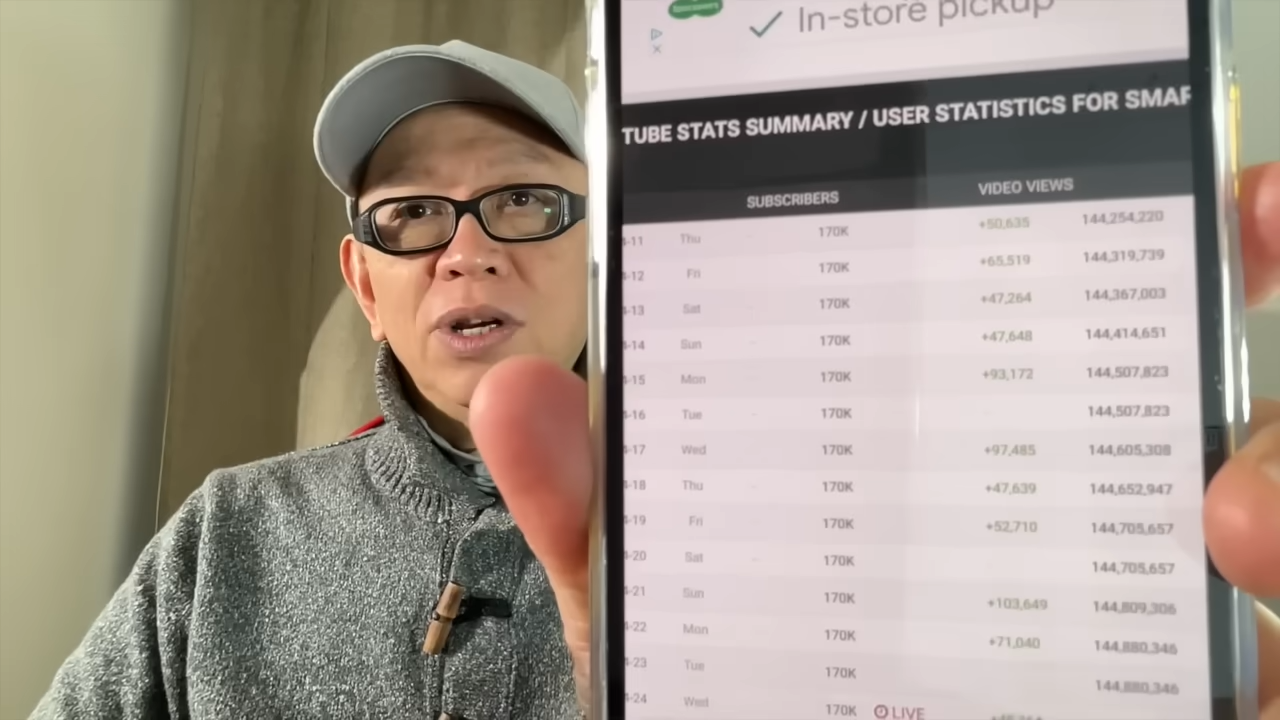 Specsavers
✓ In-store pickup
TUBE STATS SUMMARY / USER STATISTICS FOR SMAR
SUBSCRIBERS VIDEO VIEWS
-11 Thu 170K +50,635 144,254,220
-12 Fri 170K +65,519 144,319,739
-13 Sat 170K +47,264 144,367,003
-14 Sun 170K +47,648 144,414,651
-15 Mon 170K +93,172 144,507,823
-16 Tue 170K 144,507,823
-17 Wed 170K +97,485 144,605,308
-18 Thu 170K +47,639 144,652,947
-19 Fri 170K +52,710 144,705,657
-20 Sat 170K 144,705,657
-21 Sun 170K +103,649 144,809,306
-22 Mon 170K +71,040 144,880,346
-23 Tue 170K 144,880,346
-24 Wed 170K LIVE